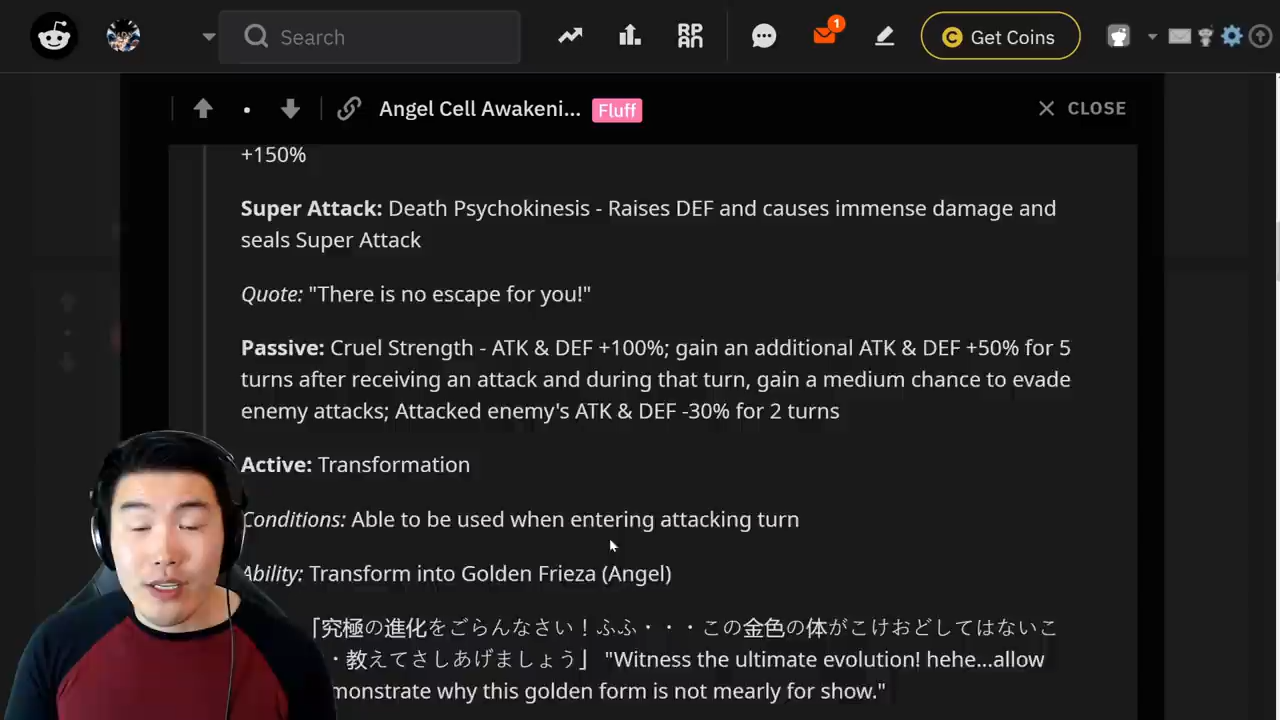 Search
RPAN
1
C Get Coins
Angel Cell Awakeni... Fluff
CLOSE
+150%
Super Attack: Death Psychokinesis - Raises DEF and causes immense damage and
seals Super Attack
Quote: "There is no escape for you!"
Passive: Cruel Strength - ATK & DEF +100%; gain an additional ATK & DEF +50% for 5
turns after receiving an attack and during that turn, gain a medium chance to evade
enemy attacks; Attacked enemy's ATK & DEF -30% for 2 turns
Active: Transformation
Conditions: Able to be used when entering attacking turn
Ability: Transform into Golden Frieza (Angel)
「究極の進化をごらんなさい！ふふ・・・この金色の体がこけおどしてはないこ
・教えてさしあげましょう」 "Witness the ultimate evolution! hehe...allow
monstrate why this golden form is not mearly for show."